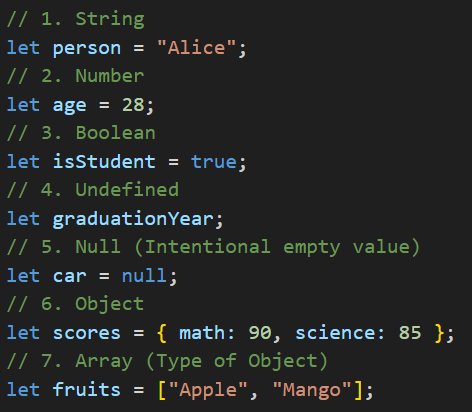 // 1. String
let person = "Alice";
// 2. Number
let age = 28;
// 3. Boolean
let isStudent = true;
// 4. Undefined
let graduationYear;
// 5. Null (Intentional empty value)
let car = null;
// 6. Object
let scores = { math: 90, science: 85 };
// 7. Array (Type of Object)
let fruits = ["Apple", "Mango"];